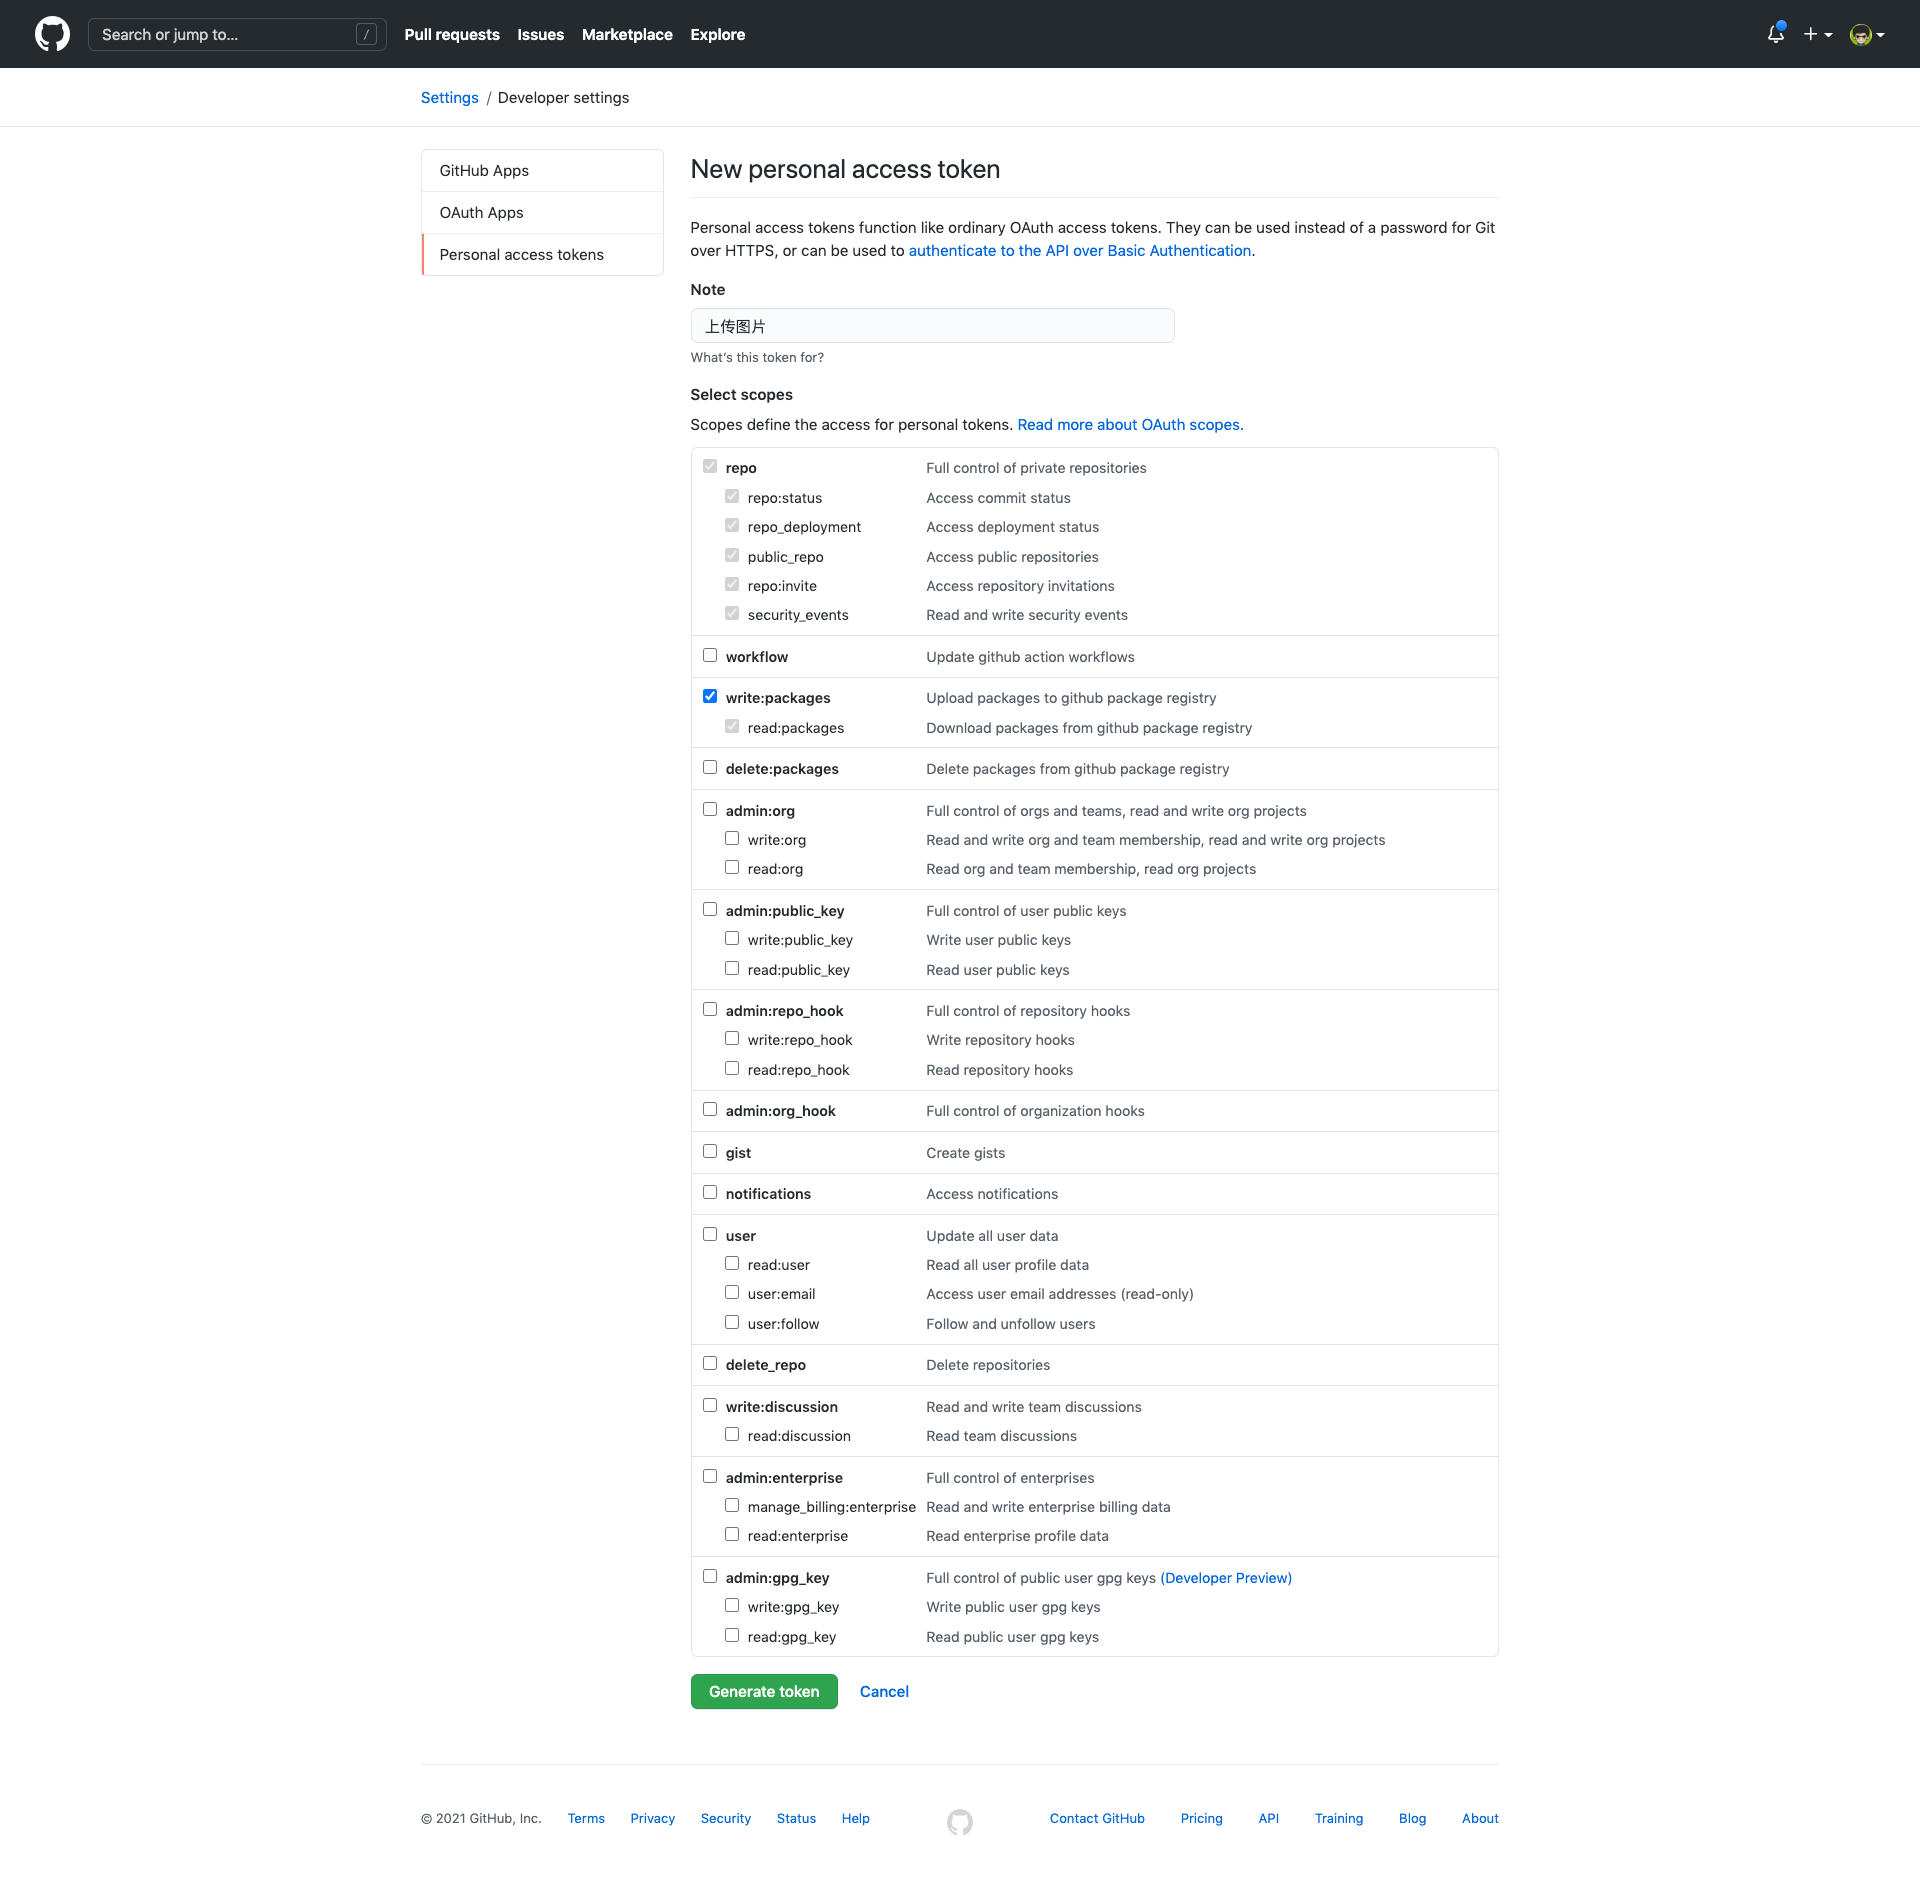 Search or jump to... /
Pull requests Issues Marketplace Explore
Settings / Developer settings
GitHub Apps
OAuth Apps
Personal access tokens
New personal access token
Personal access tokens function like ordinary OAuth access tokens. They can be used instead of a password for Git
over HTTPS, or can be used to authenticate to the API over Basic Authentication.
Note
上传图片
What's this token for?
Select scopes
Scopes define the access for personal tokens. Read more about OAuth scopes.
repo Full control of private repositories
repo:status Access commit status
repo_deployment Access deployment status
public_repo Access public repositories
repo:invite Access repository invitations
security_events Read and write security events
workflow Update github action workflows
write:packages Upload packages to github package registry
read:packages Download packages from github package registry
delete:packages Delete packages from github package registry
admin:org Full control of orgs and teams, read and write org projects
write:org Read and write org and team membership, read and write org projects
read:org Read org and team membership, read org projects
admin:public_key Full control of user public keys
write:public_key Write user public keys
read:public_key Read user public keys
admin:repo_hook Full control of repository hooks
write:repo_hook Write repository hooks
read:repo_hook Read repository hooks
admin:org_hook Full control of organization hooks
gist Create gists
notifications Access notifications
user Update all user data
read:user Read all user profile data
user:email Access user email addresses (read-only)
user:follow Follow and unfollow users
delete_repo Delete repositories
write:discussion Read and write team discussions
read:discussion Read team discussions
admin:enterprise Full control of enterprises
manage_billing:enterprise Read and write enterprise billing data
read:enterprise Read enterprise profile data
admin:gpg_key Full control of public user gpg keys (Developer Preview)
write:gpg_key Write public user gpg keys
read:gpg_key Read public user gpg keys
Generate token Cancel
© 2021 GitHub, Inc. Terms Privacy Security Status Help Contact GitHub Pricing API Training Blog About